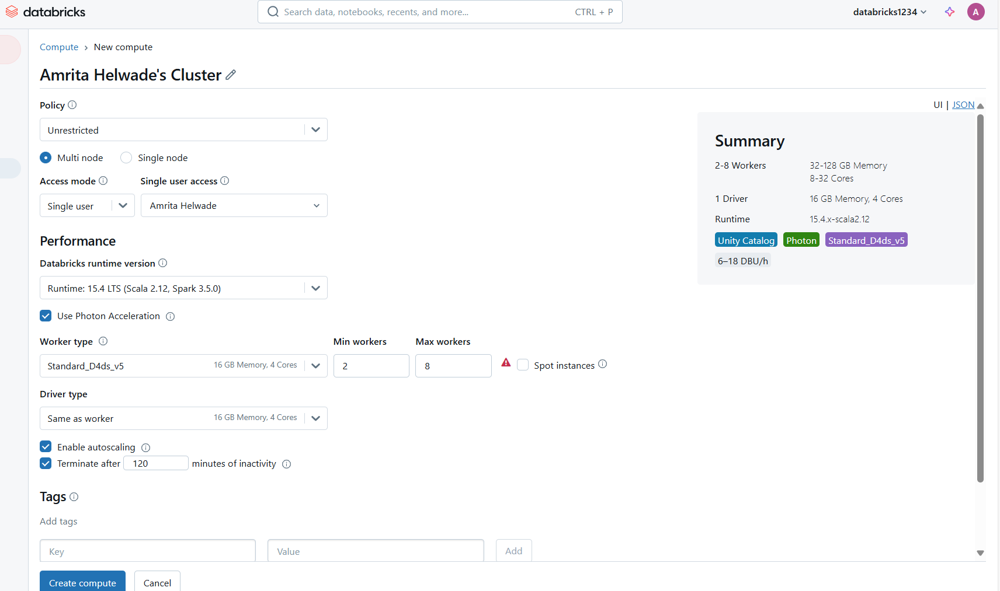 databricks
Search data, notebooks, recents, and more...
CTRL + P
databricks1234
A
Compute › New compute
Amrita Helwade's Cluster
Policy
UI | JSON
Unrestricted
Multi node
Single node
Access mode
Single user access
Single user
Amrita Helwade
Performance
Databricks runtime version
Runtime: 15.4 LTS (Scala 2.12, Spark 3.5.0)
Use Photon Acceleration
Worker type
Min workers
Max workers
Standard_D4ds_v5
16 GB Memory, 4 Cores
2
8
Spot instances
Driver type
Same as worker
16 GB Memory, 4 Cores
Enable autoscaling
Terminate after 120 minutes of inactivity
Tags
Add tags
Key
Value
Add
Create compute
Cancel
Summary
2-8 Workers
32-128 GB Memory
8-32 Cores
1 Driver
16 GB Memory, 4 Cores
Runtime
15.4.x-scala2.12
Unity Catalog
Photon
Standard_D4ds_v5
6–18 DBU/h